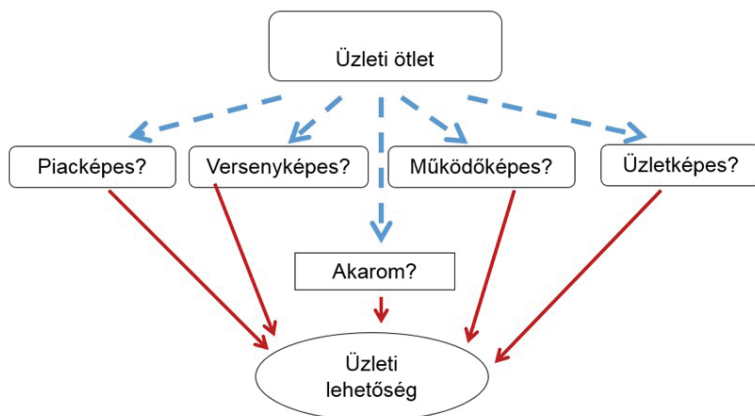 Üzleti ötlet
Piacképes?
Versenyképes?
Működőképes?
Üzletképes?
Akarom?
Üzleti
lehetőség